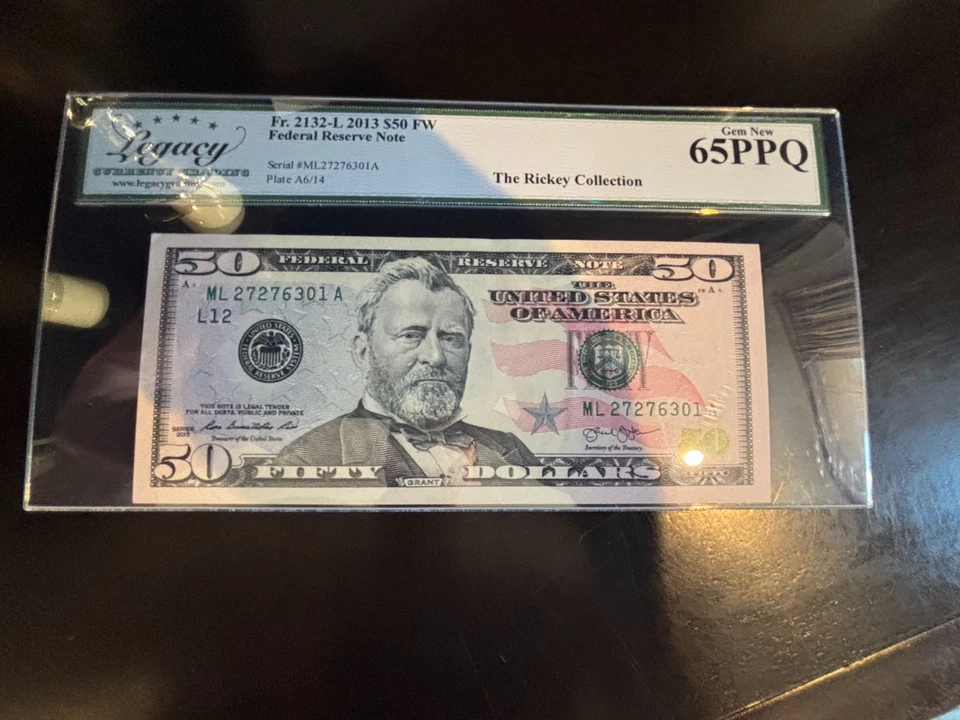 Legacy
CURRENCY GRADING
www.legacygrading.com
Fr. 2132-L 2013 $50 FW
Federal Reserve Note
Serial #ML27276301A
Plate A6/14
The Rickey Collection
Gem New
65PPQ
50 FEDERAL RESERVE NOTE 50
THE
UNITED STATES
OF AMERICA
ML 27276301 A
L12
THIS NOTE IS LEGAL TENDER
FOR ALL DEBTS, PUBLIC AND PRIVATE
SERIES
2013
Treasurer of the United States
ML 27276301
Secretary of the Treasury
50
50 FIFTY DOLLARS
GRANT